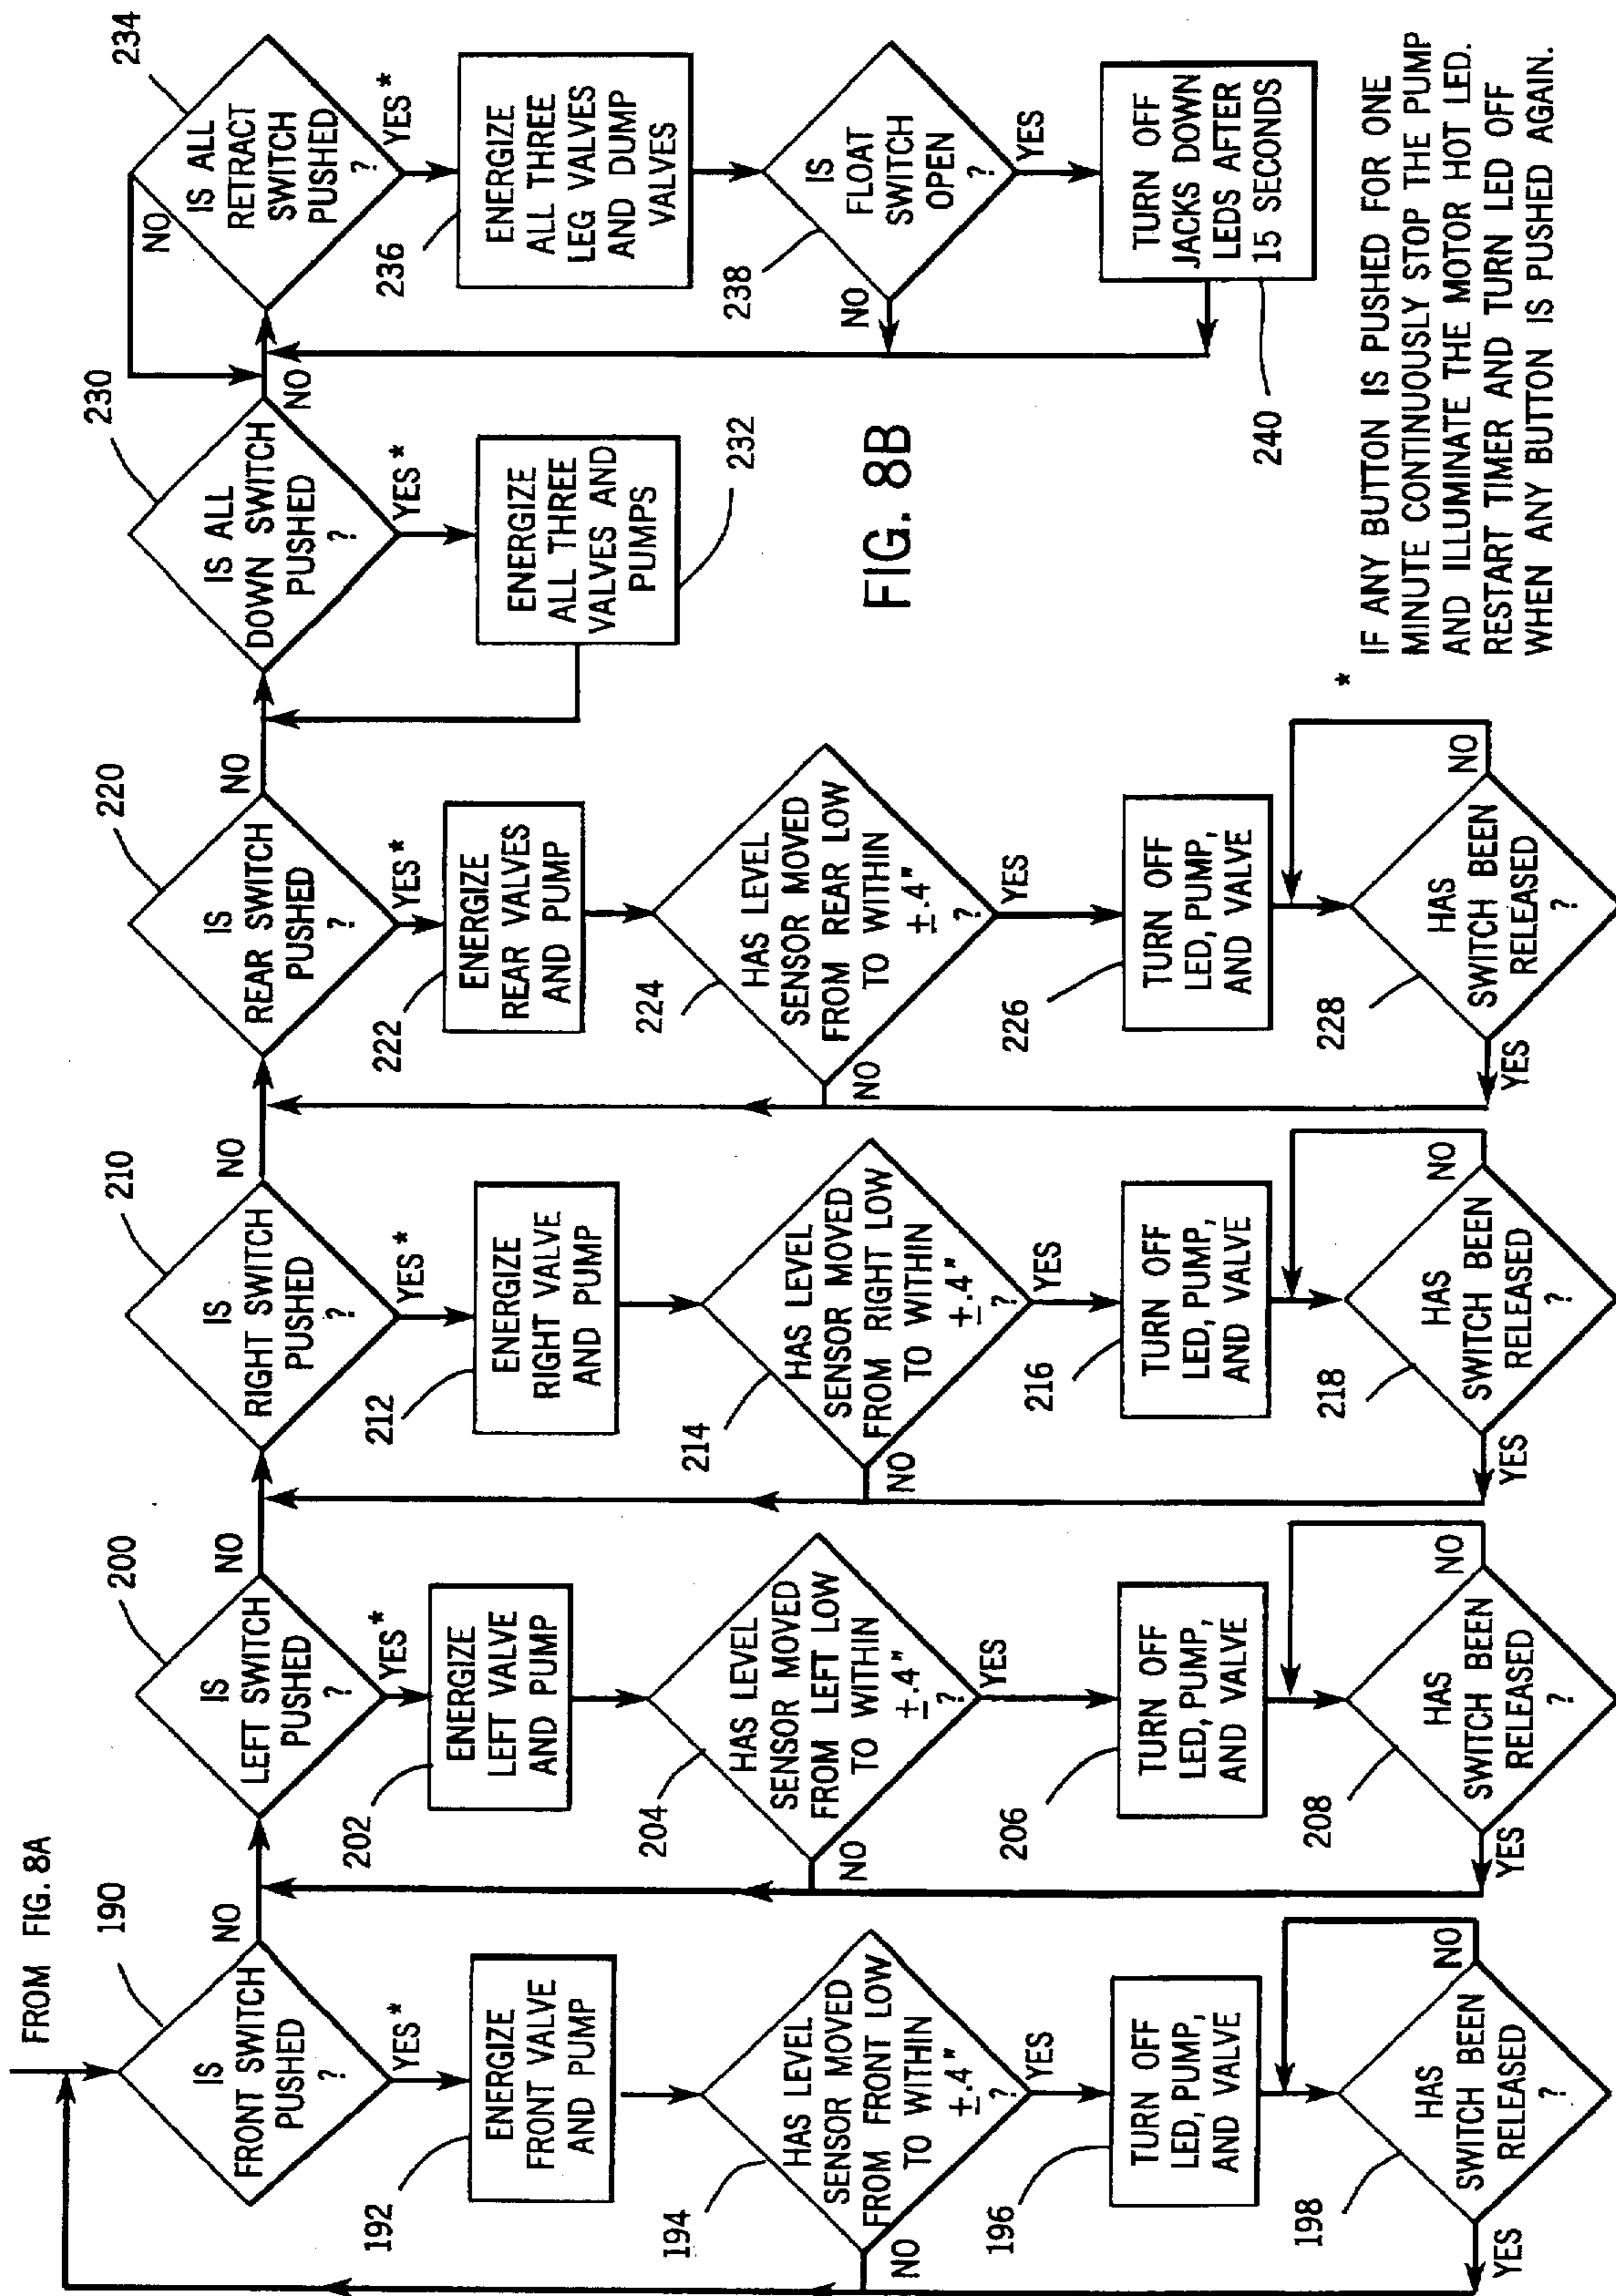 FROM FIG. 8A
190
IS
FRONT SWITCH
PUSHED
?
NO
YES*
192
ENERGIZE
FRONT VALVE
AND PUMP
194
HAS LEVEL
SENSOR MOVED
FROM FRONT LOW
TO WITHIN
±.4"
?
NO
YES
196
TURN OFF
LED, PUMP,
AND VALVE
198
HAS
SWITCH BEEN
RELEASED
?
NO
YES
200
IS
LEFT SWITCH
PUSHED
?
NO
YES*
202
ENERGIZE
LEFT VALVE
AND PUMP
204
HAS LEVEL
SENSOR MOVED
FROM LEFT LOW
TO WITHIN
±.4"
?
NO
YES
206
TURN OFF
LED, PUMP,
AND VALVE
208
HAS
SWITCH BEEN
RELEASED
?
NO
YES
210
IS
RIGHT SWITCH
PUSHED
?
NO
YES*
212
ENERGIZE
RIGHT VALVE
AND PUMP
214
HAS LEVEL
SENSOR MOVED
FROM RIGHT LOW
TO WITHIN
±.4"
?
NO
YES
216
TURN OFF
LED, PUMP,
AND VALVE
218
HAS
SWITCH BEEN
RELEASED
?
NO
YES
220
IS
REAR SWITCH
PUSHED
?
NO
YES*
222
ENERGIZE
REAR VALVES
AND PUMP
224
HAS LEVEL
SENSOR MOVED
FROM REAR LOW
TO WITHIN
±.4"
?
NO
YES
226
TURN OFF
LED, PUMP,
AND VALVE
228
HAS
SWITCH BEEN
RELEASED
?
NO
YES
230
IS ALL
DOWN SWITCH
PUSHED
?
NO
YES*
ENERGIZE
ALL THREE
VALVES AND
PUMPS
232
234
IS ALL
RETRACT
SWITCH
PUSHED
?
NO
YES*
236
ENERGIZE
ALL THREE
LEG VALVES
AND DUMP
VALVES
238
IS
FLOAT
SWITCH
OPEN
?
NO
YES
TURN OFF
JACKS DOWN
LEDS AFTER
15 SECONDS
240
FIG. 8B
*
IF ANY BUTTON IS PUSHED FOR ONE
MINUTE CONTINUOUSLY STOP THE PUMP
AND ILLUMINATE THE MOTOR HOT LED.
RESTART TIMER AND TURN LED OFF
WHEN ANY BUTTON IS PUSHED AGAIN.